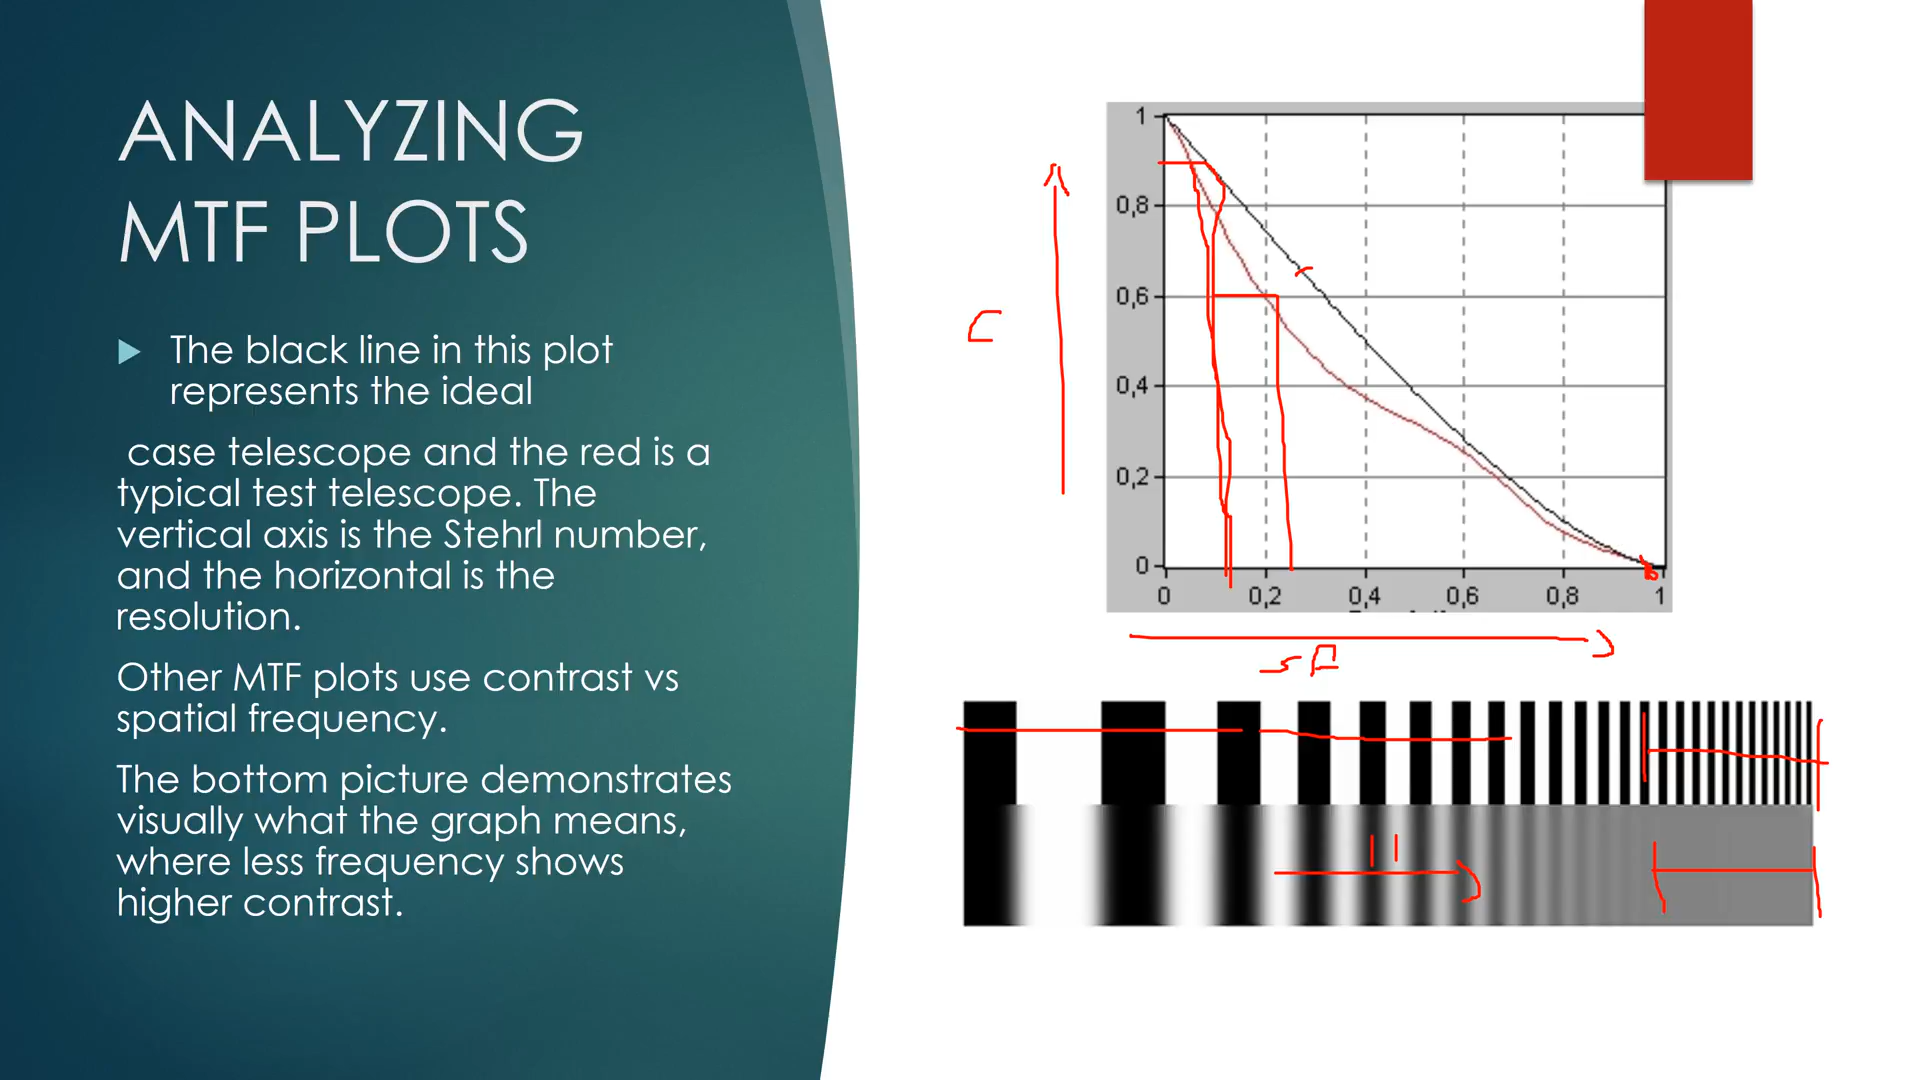 ANALYZING
MTF PLOTS
The black line in this plot
represents the ideal
case telescope and the red is a
typical test telescope. The
vertical axis is the Stehrl number,
and the horizontal is the
resolution.
Other MTF plots use contrast vs
spatial frequency.
The bottom picture demonstrates
visually what the graph means,
where less frequency shows
higher contrast.
1
0,8
0,6
0,4
0,2
0
0 0,2 0,4 0,6 0,8 1
C
SF